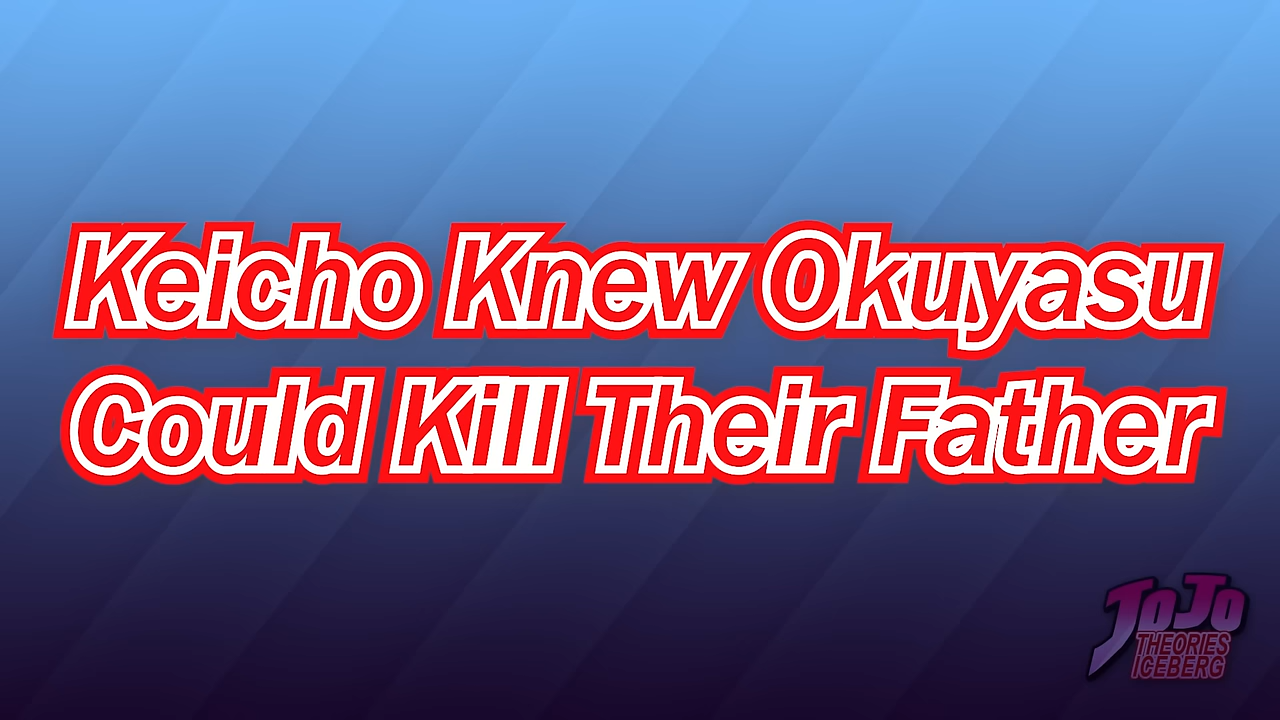 Keicho Knew Okuyasu
Could Kill Their Father
JoJo
THEORIES
ICEBERG